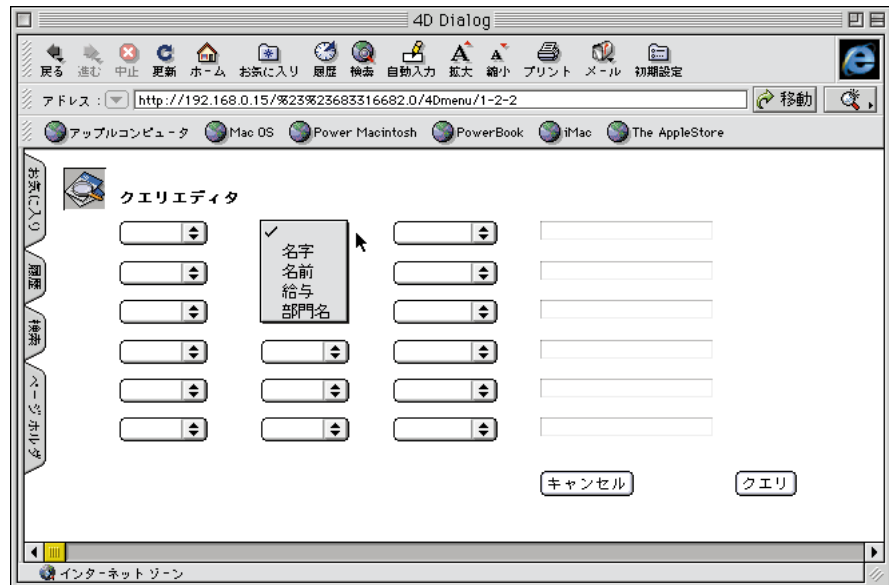 4D Dialog
戻る 進む 中止 更新 ホーム お気に入り 履歴 検索 自動入力 拡大 縮小 プリント メール 初期設定
アドレス : http://192.168.0.15/%23%23683316682.0/4Dmenu/1-2-2 移動
アップルコンピュータ Mac OS Power Macintosh PowerBook iMac The AppleStore
お気に入り
履歴
検索
ページホルダ
クエリエディタ
名字
名前
給与
部門名
キャンセル クエリ
インターネットゾーン